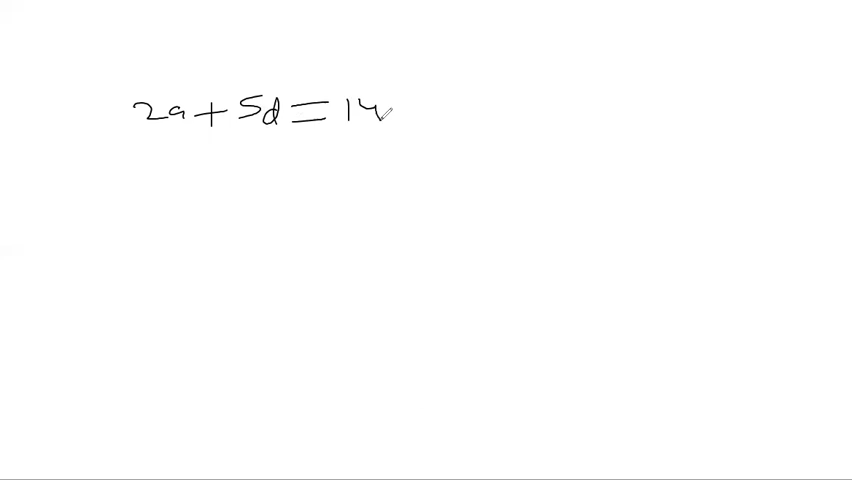 2a + 5d = 14